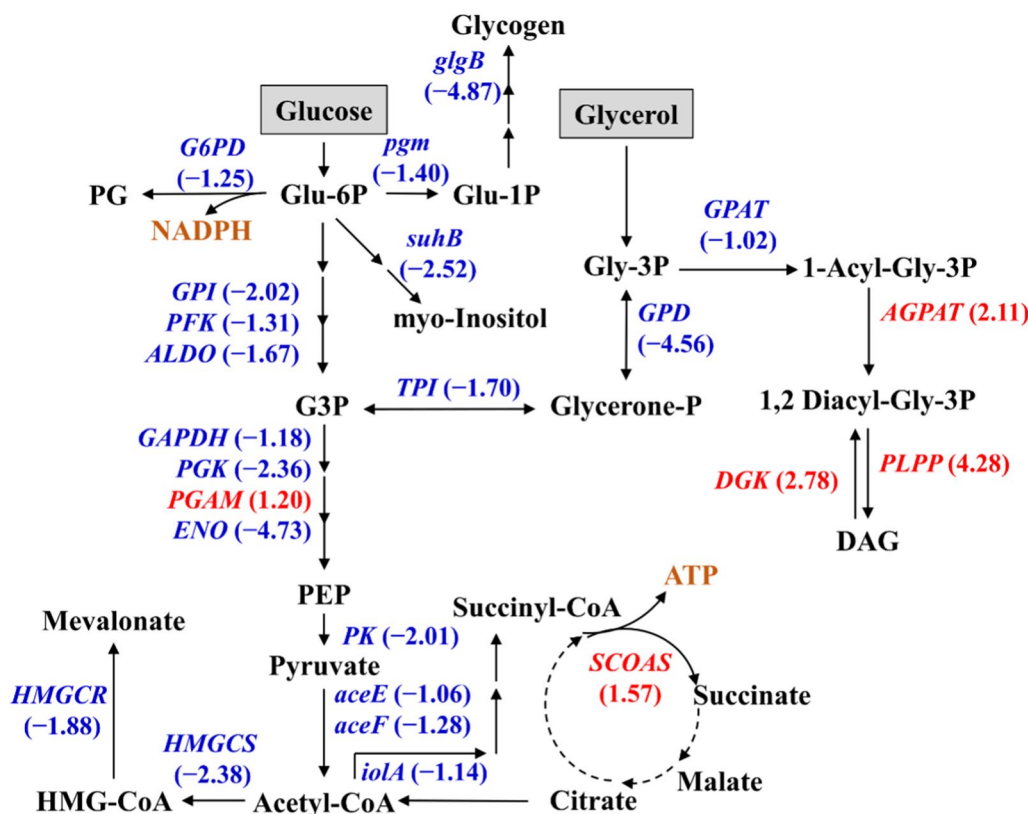 Glycogen
glgB
(−4.87)
Glucose
Glycerol
G6PD
(−1.25)
pgm
(−1.40)
PG
Glu-6P
Glu-1P
NADPH
GPAT
(−1.02)
suhB
(−2.52)
Gly-3P
1-Acyl-Gly-3P
GPI (−2.02)
PFK (−1.31)
ALDO (−1.67)
myo-Inositol
GPD
(−4.56)
AGPAT (2.11)
TPI (−1.70)
G3P
Glycerone-P
1,2 Diacyl-Gly-3P
GAPDH (−1.18)
PGK (−2.36)
PGAM (1.20)
ENO (−4.73)
DGK (2.78)
PLPP (4.28)
DAG
PEP
ATP
Mevalonate
Succinyl-CoA
PK (−2.01)
Pyruvate
SCOAS
(1.57)
HMGCR
(−1.88)
aceE (−1.06)
aceF (−1.28)
Succinate
HMGCS
(−2.38)
iolA (−1.14)
Malate
HMG-CoA
Acetyl-CoA
Citrate